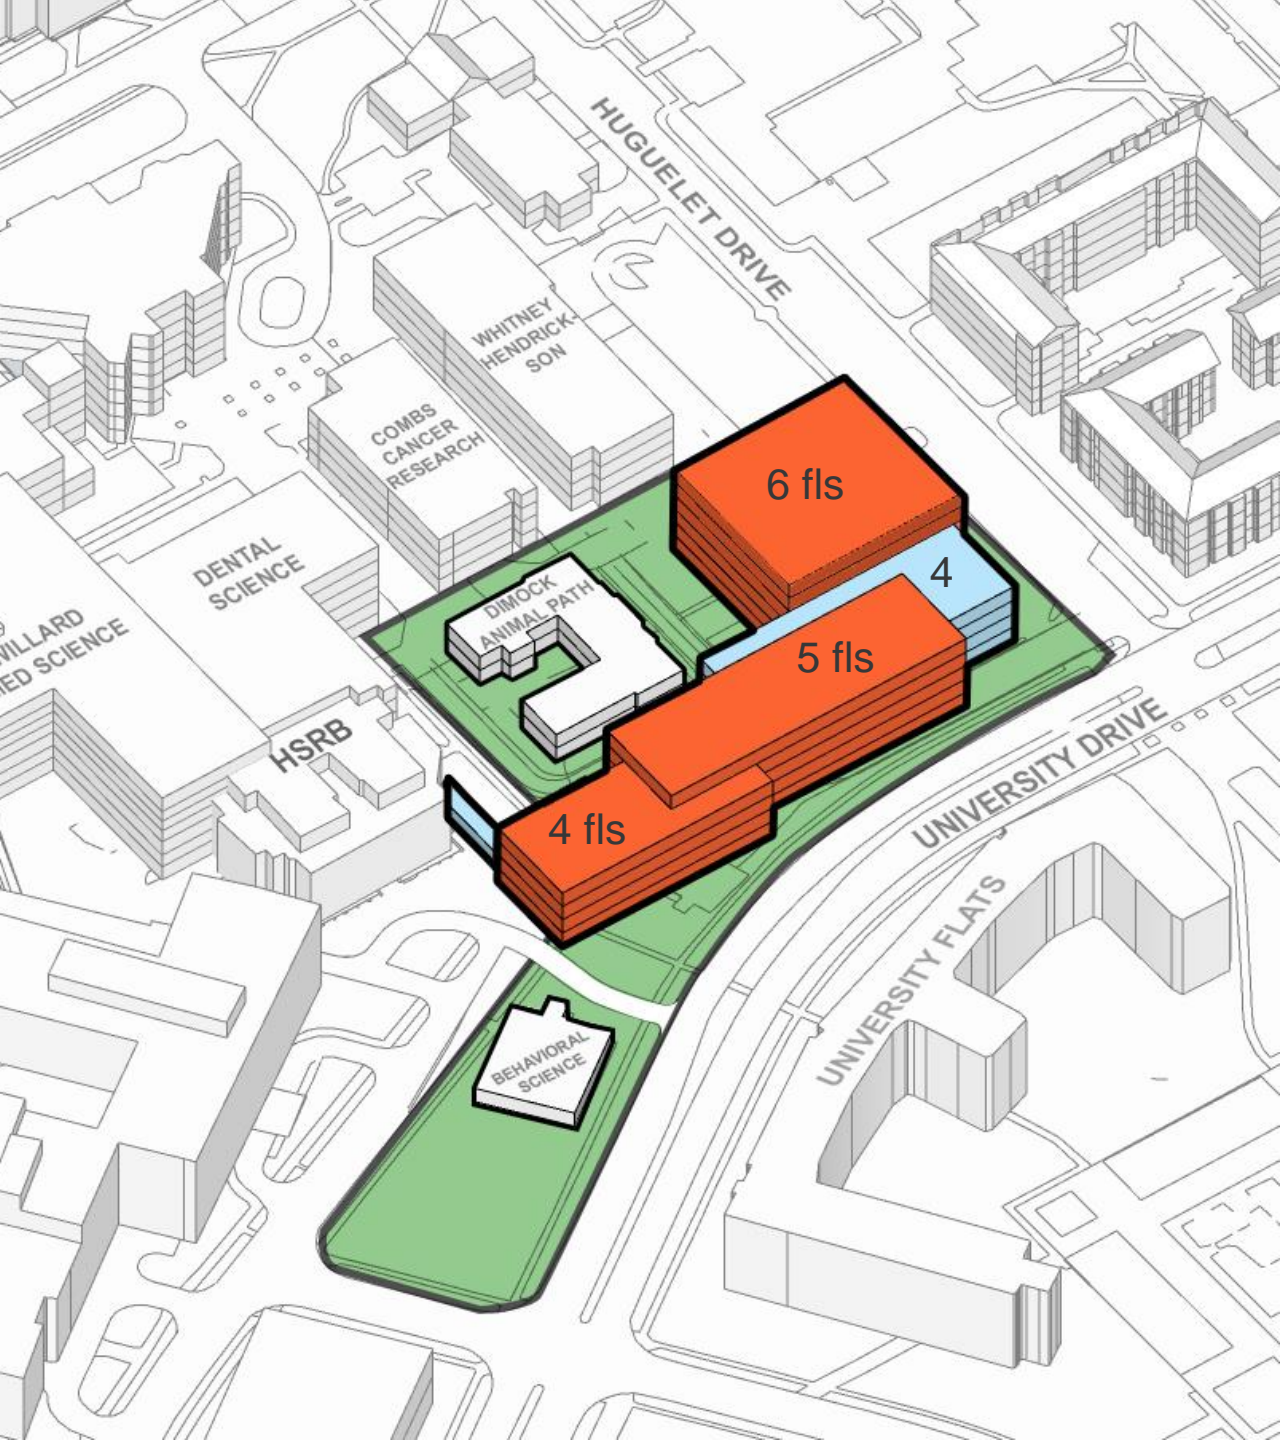 HUGUELET DRIVE
WHITNEY
HENDRICK-
SON
COMBS
CANCER
RESEARCH
6 fls
DENTAL
SCIENCE
4
DIMOCK
ANIMAL PATH
WILLARD
MED SCIENCE
5 fls
HSRB
UNIVERSITY DRIVE
4 fls
UNIVERSITY FLATS
BEHAVIORAL
SCIENCE